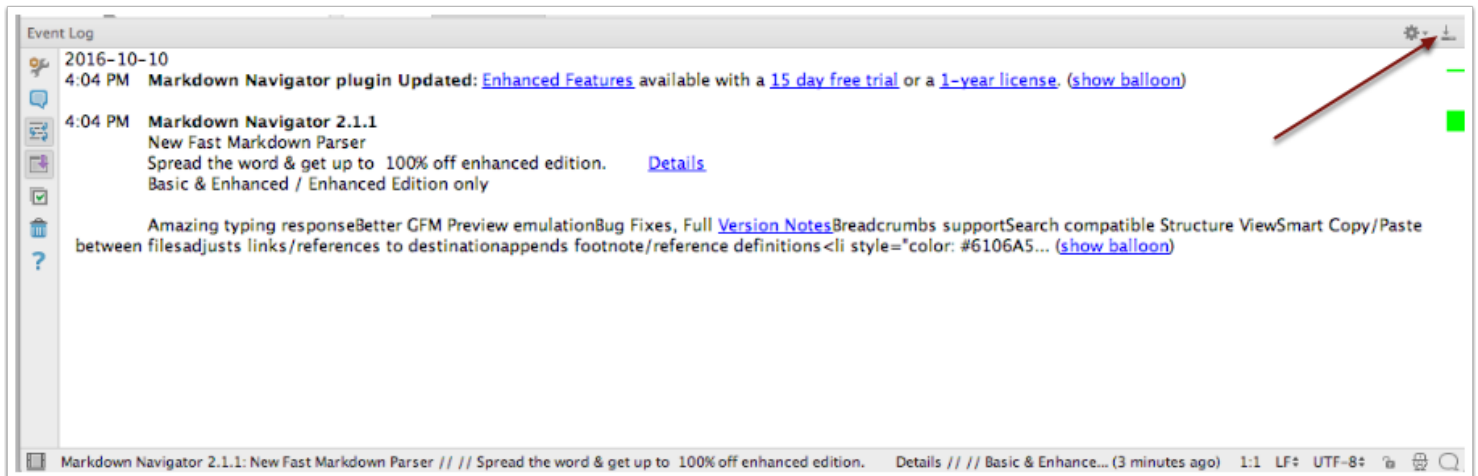 Event Log
2016-10-10
4:04 PM Markdown Navigator plugin Updated: Enhanced Features available with a 15 day free trial or a 1-year license. (show balloon)
4:04 PM Markdown Navigator 2.1.1
New Fast Markdown Parser
Spread the word & get up to 100% off enhanced edition. Details
Basic & Enhanced / Enhanced Edition only
Amazing typing responseBetter GFM Preview emulationBug Fixes, Full Version NotesBreadcrumbs supportSearch compatible Structure ViewSmart Copy/Paste
between filesadjusts links/references to destinationappends footnote/reference definitions<li style="color: #6106A5... (show balloon)
?
Markdown Navigator 2.1.1: New Fast Markdown Parser // // Spread the word & get up to 100% off enhanced edition. Details // // Basic & Enhance... (3 minutes ago) 1:1 LF÷ UTF-8÷